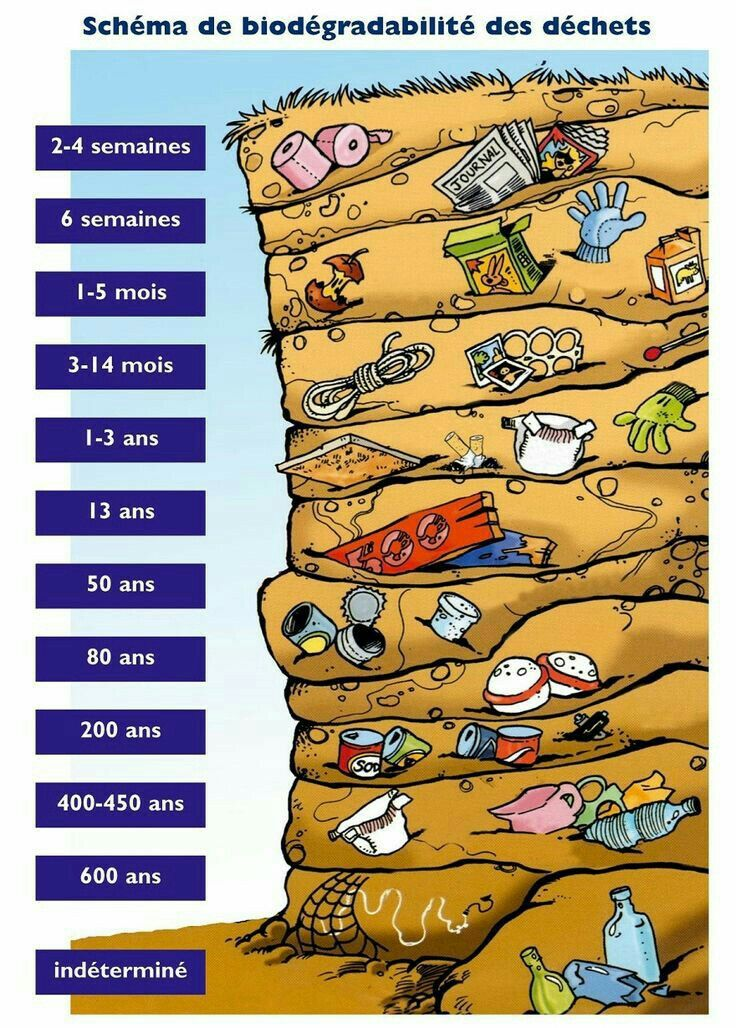 Schéma de biodégradabilité des déchets
2-4 semaines
JOURNAL
6 semaines
1-5 mois
3-14 mois
1-3 ans
13 ans
50 ans
80 ans
200 ans
SOD
400-450 ans
600 ans
indéterminé